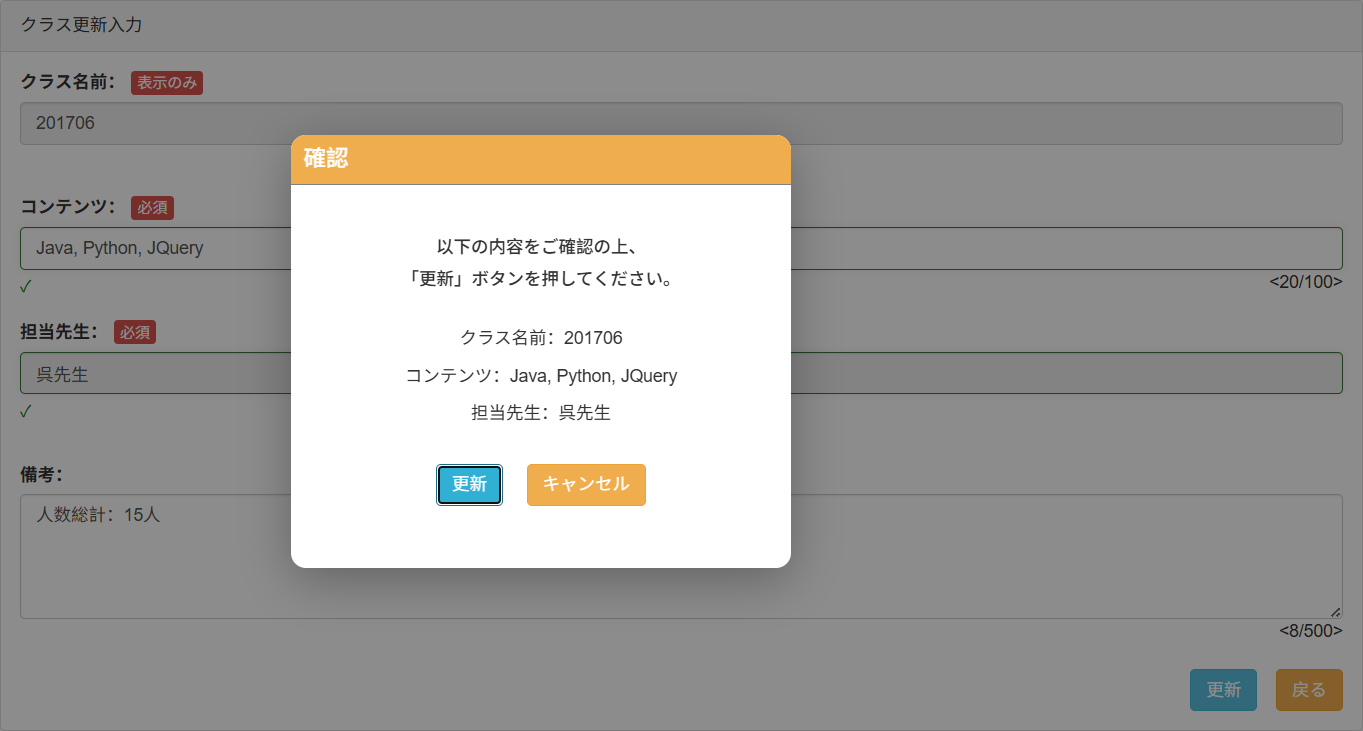 クラス更新入力
クラス名前： 表示のみ
201706
コンテンツ： 必須
Java, Python, JQuery
<20/100>
担当先生： 必須
呉先生
備考：
人数総計：15人
<8/500>
更新 戻る
確認
以下の内容をご確認の上、
「更新」ボタンを押してください。
クラス名前：201706
コンテンツ：Java, Python, JQuery
担当先生：呉先生
更新 キャンセル